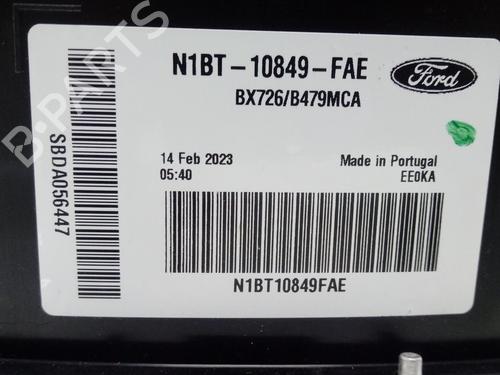 N1BT-10849-FAE
Ford
BX726/B479MCA
14 Feb 2023
05:40
Made in Portugal
EE0KA
SBDA056447
N1BT10849FAE
B-PARTS